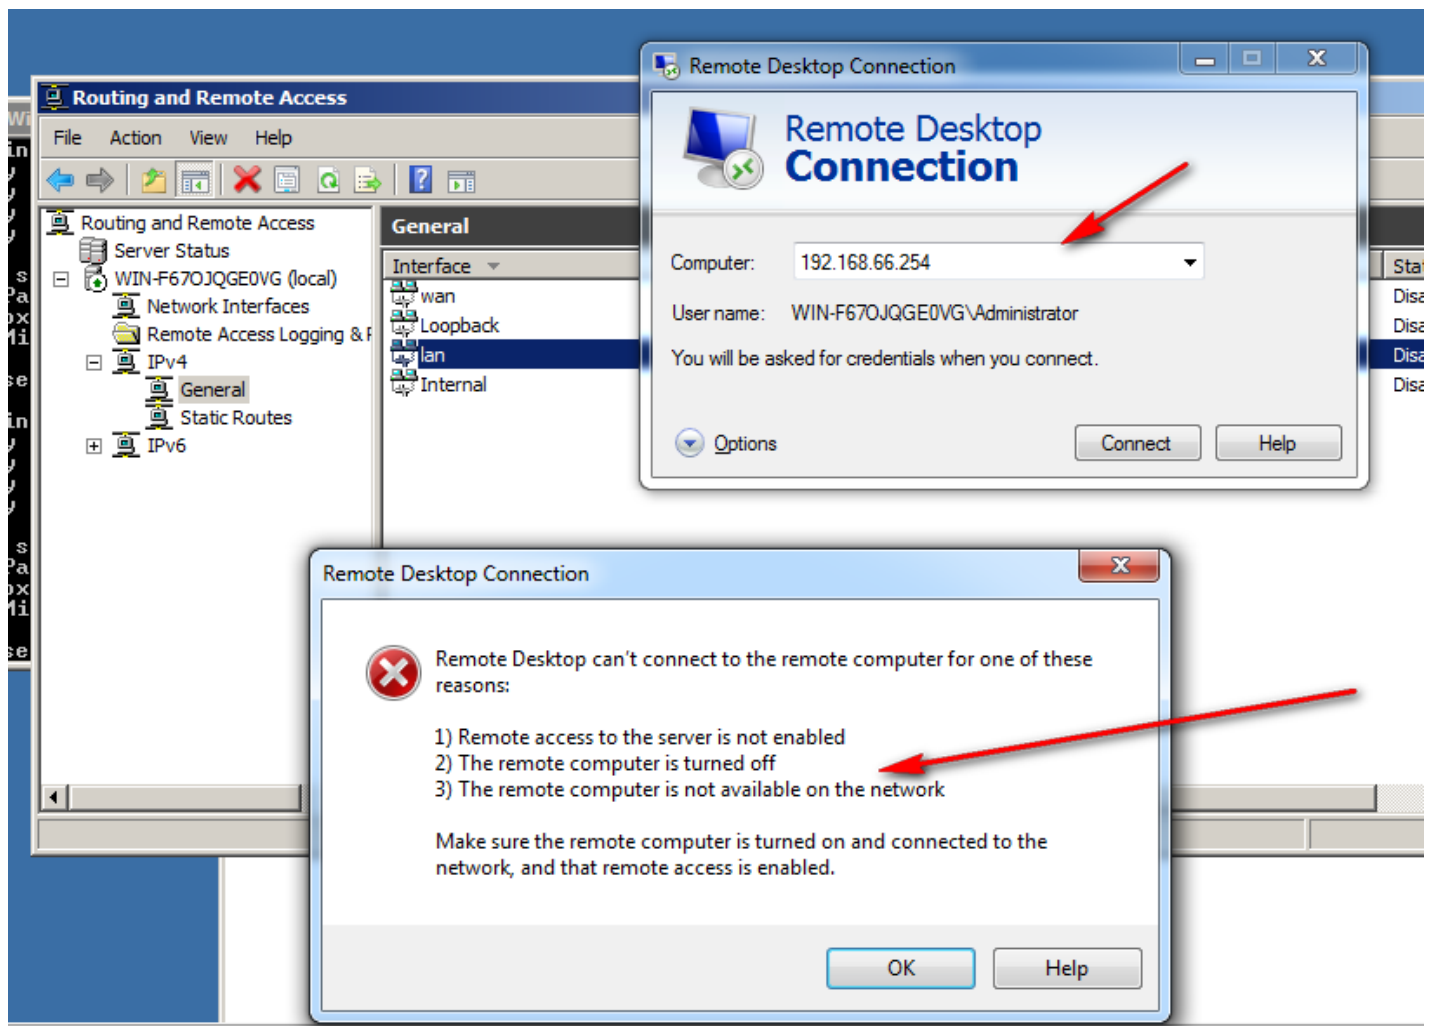 Remote Desktop Connection
Routing and Remote Access
File Action View Help
Remote Desktop
Connection
Routing and Remote Access
Server Status
WIN-F67OJQGE0VG (local)
Network Interfaces
Remote Access Logging &
IPv4
General
Static Routes
IPv6
General
Interface
wan
Loopback
lan
Internal
Computer: 192.168.66.254
User name: WIN-F67OJQGE0VG\Administrator
You will be asked for credentials when you connect.
Options Connect Help
Sta
Disa
Disa
Disa
Disa
Remote Desktop Connection
Remote Desktop can't connect to the remote computer for one of these
reasons:
1) Remote access to the server is not enabled
2) The remote computer is turned off
3) The remote computer is not available on the network
Make sure the remote computer is turned on and connected to the
network, and that remote access is enabled.
OK Help